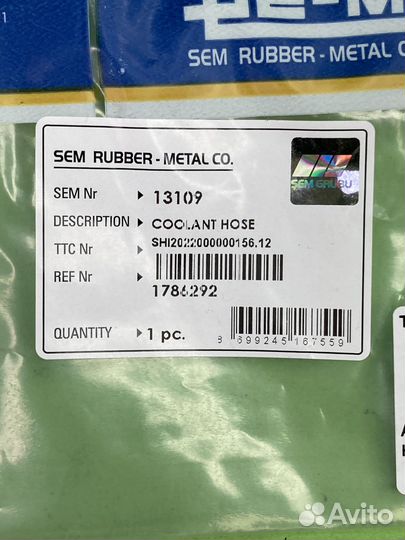 SEM RUBBER - METAL C
SEM RUBBER - METAL CO.
SEM GRUBU
SEM Nr 13109
DESCRIPTION COOLANT HOSE
TTC Nr SHI2022000000156.12
REF Nr 1786292
QUANTITY 1 pc.
8 699245 167559
Avito